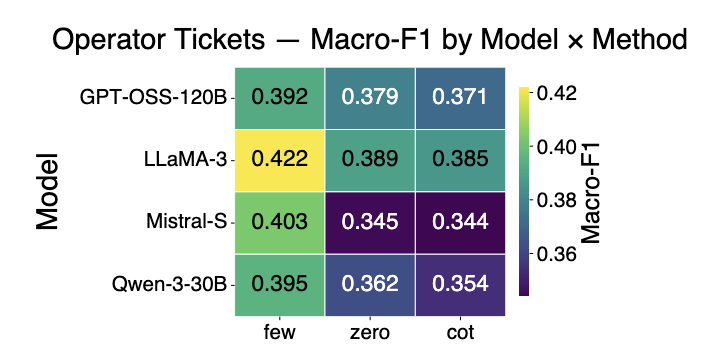 Operator Tickets — Macro-F1 by Model × Method
Model
GPT-OSS-120B 0.392 0.379 0.371
LLaMA-3 0.422 0.389 0.385
Mistral-S 0.403 0.345 0.344
Qwen-3-30B 0.395 0.362 0.354
few zero cot
0.42
0.40
0.38
0.36
Macro-F1